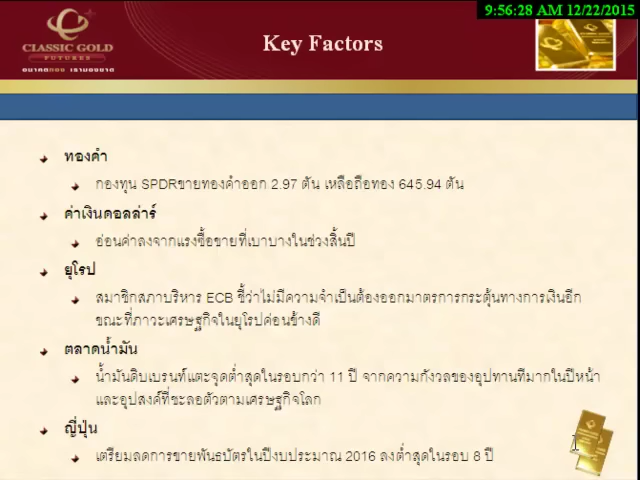 9:56:28 AM 12/22/2015
CLASSIC GOLD
FUTURES
อนาคตทอง เรามองขาด
Key Factors
ทองคำ
กองทุน SPDRขายทองคำออก 2.97 ตัน เหลือถือทอง 645.94 ตัน
ค่าเงินดอลล่าร์
อ่อนค่าลงจากแรงซื้อขายที่เบาบางในช่วงสิ้นปี
ยุโรป
สมาชิกสภาบริหาร ECB ชี้ว่าไม่มีความจำเป็นต้องออกมาตรการกระตุ้นทางการเงินอีก
ขณะที่ภาวะเศรษฐกิจในยุโรปค่อนข้างดี
ตลาดน้ำมัน
น้ำมันดิบเบรนท์แตะจุดต่ำสุดในรอบกว่า 11 ปี จากความกังวลของอุปทานที่มากในปีหน้า
และอุปสงค์ที่ชะลอตัวตามเศรษฐกิจโลก
ญี่ปุ่น
เตรียมลดการขายพันธบัตรในปีงบประมาณ 2016 ลงต่ำสุดในรอบ 8 ปี